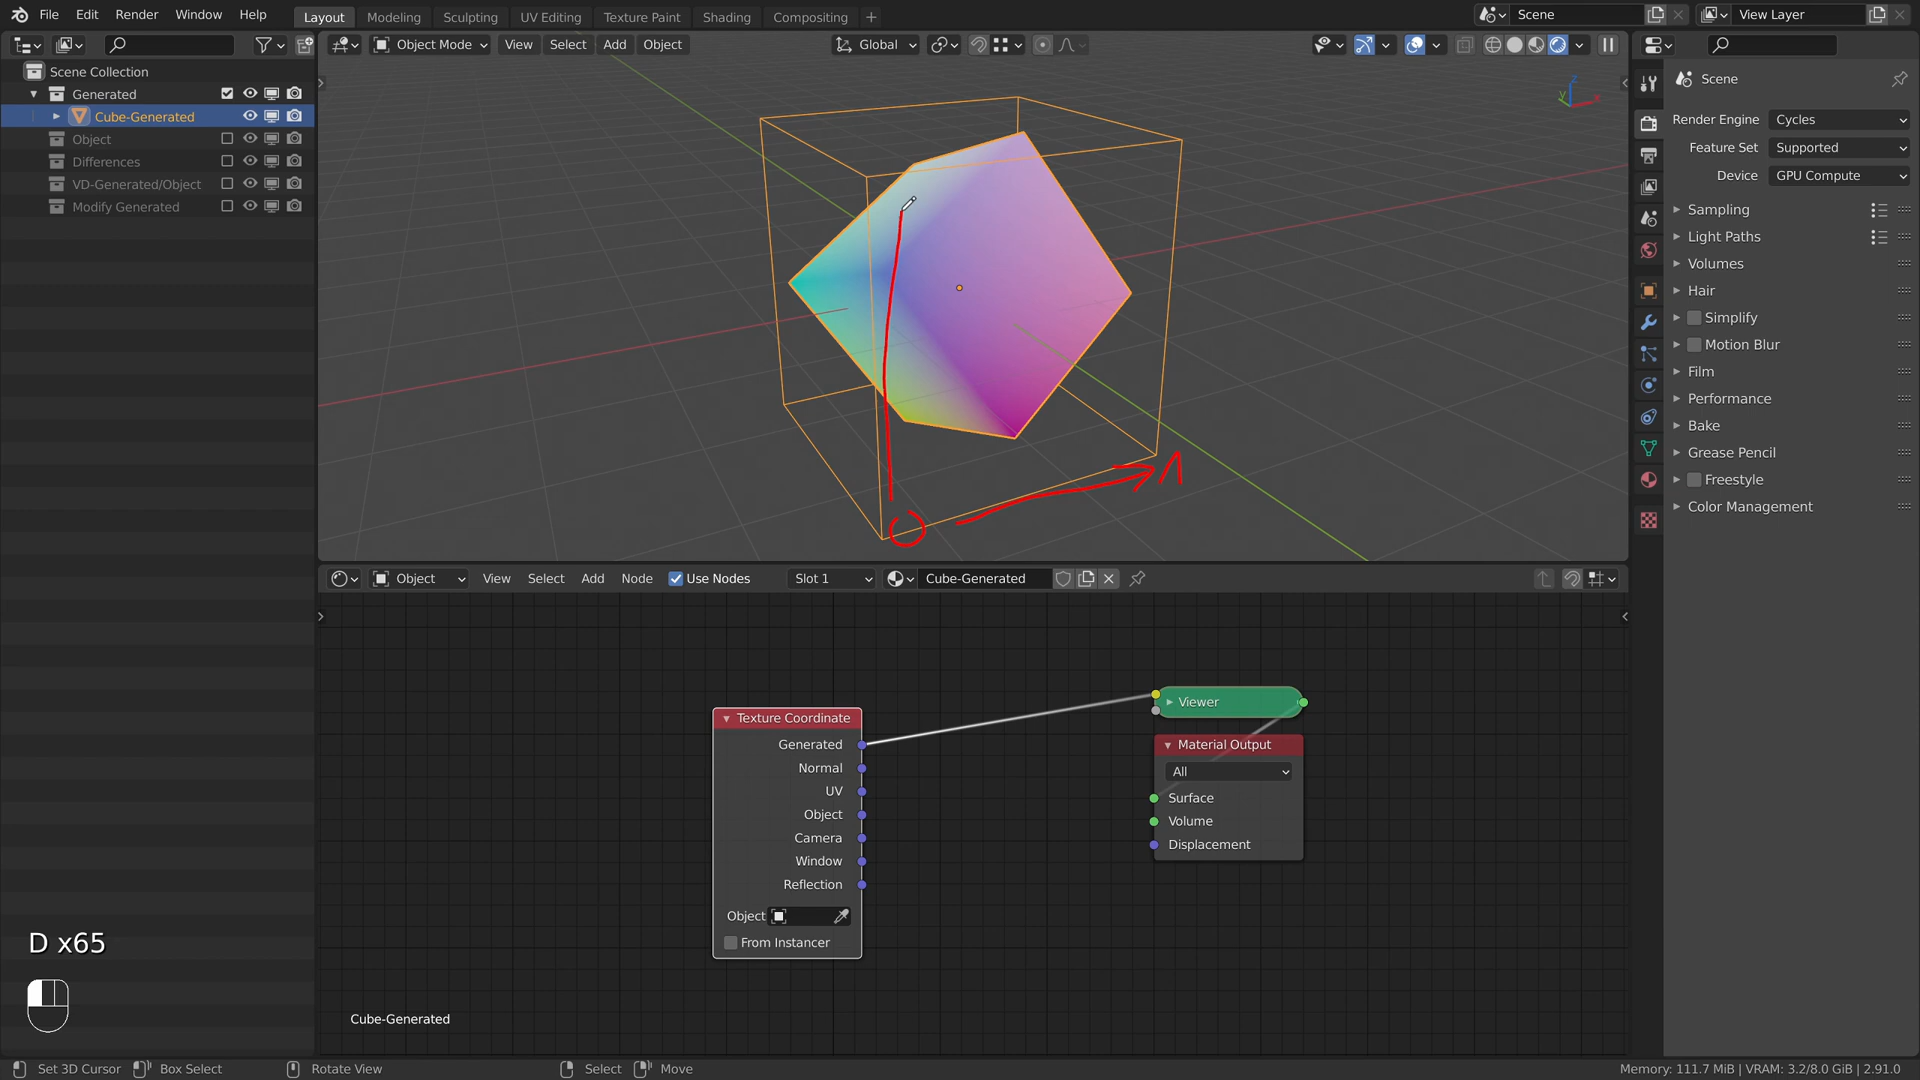 File Edit Render Window Help Layout Modeling Sculpting UV Editing Texture Paint Shading Compositing + Scene View Layer
Object Mode View Select Add Object Global
Scene Collection
Generated
Cube-Generated
Object
Differences
VD-Generated/Object
Modify Generated
Z
Y
X
0
1
Scene
Render Engine Cycles
Feature Set Supported
Device GPU Compute
Sampling
Light Paths
Volumes
Hair
Simplify
Motion Blur
Film
Performance
Bake
Grease Pencil
Freestyle
Color Management
Object View Select Add Node Use Nodes Slot 1 Cube-Generated
Texture Coordinate
Generated
Normal
UV
Object
Camera
Window
Reflection
Object
From Instancer
Viewer
Material Output
All
Surface
Volume
Displacement
D x65
Cube-Generated
Set 3D Cursor Box Select Rotate View Select Move Memory: 111.7 MiB | VRAM: 3.2/8.0 GiB | 2.91.0